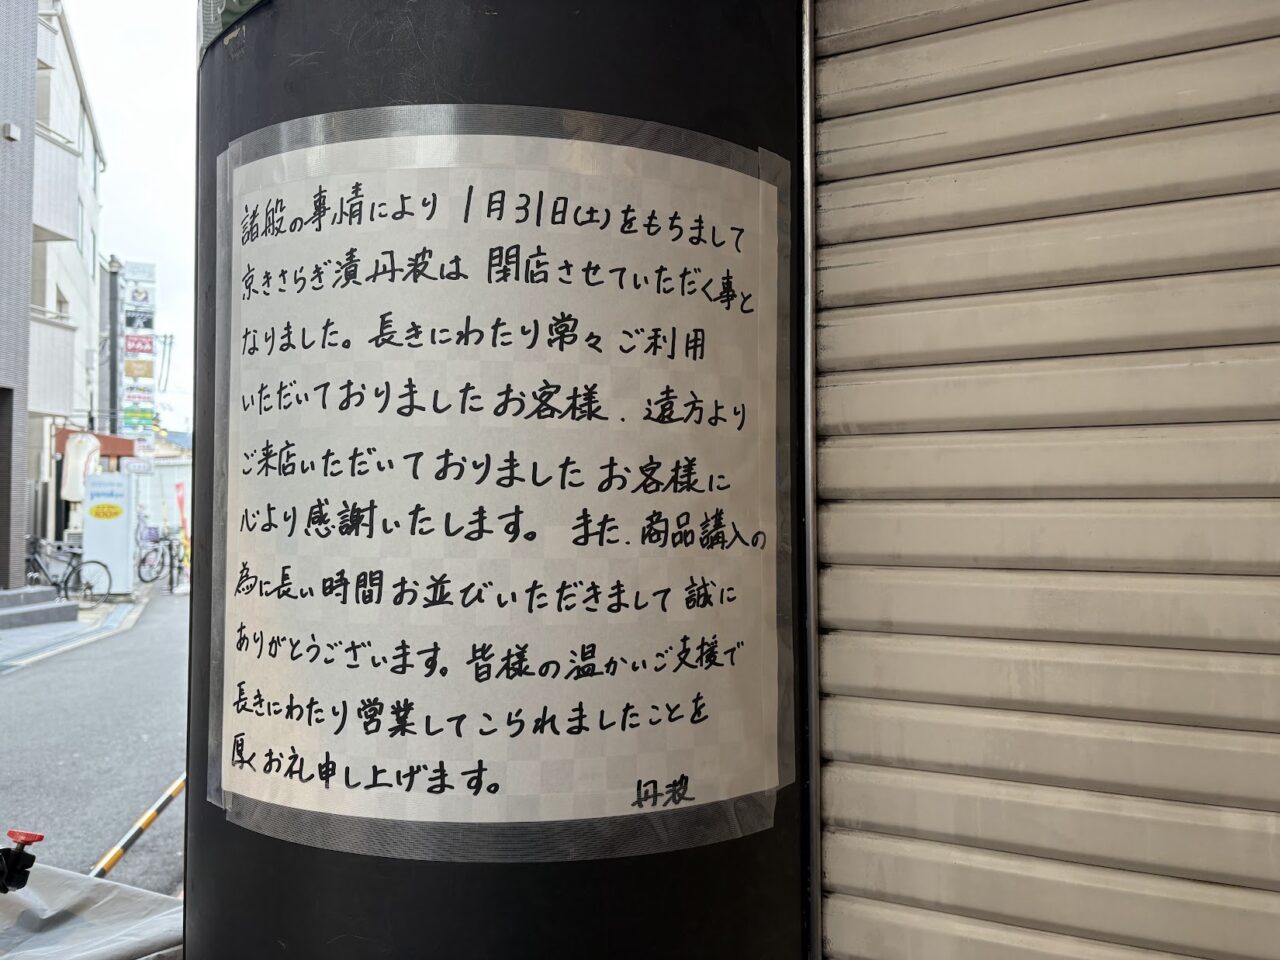 諸般の事情により 1月31日(土)をもちまして
京きさらぎ漬丹波は 閉店させていただく事と
なりました。長きにわたり常々ご利用
いただいておりましたお客様、遠方より
ご来店いただいておりましたお客様に
心より感謝いたします。また、商品購入の
為に長い時間お並びいただきまして誠に
ありがとうございます。皆様の温かいご支援で
長きにわたり営業してこられましたことを
厚くお礼申し上げます。
丹波